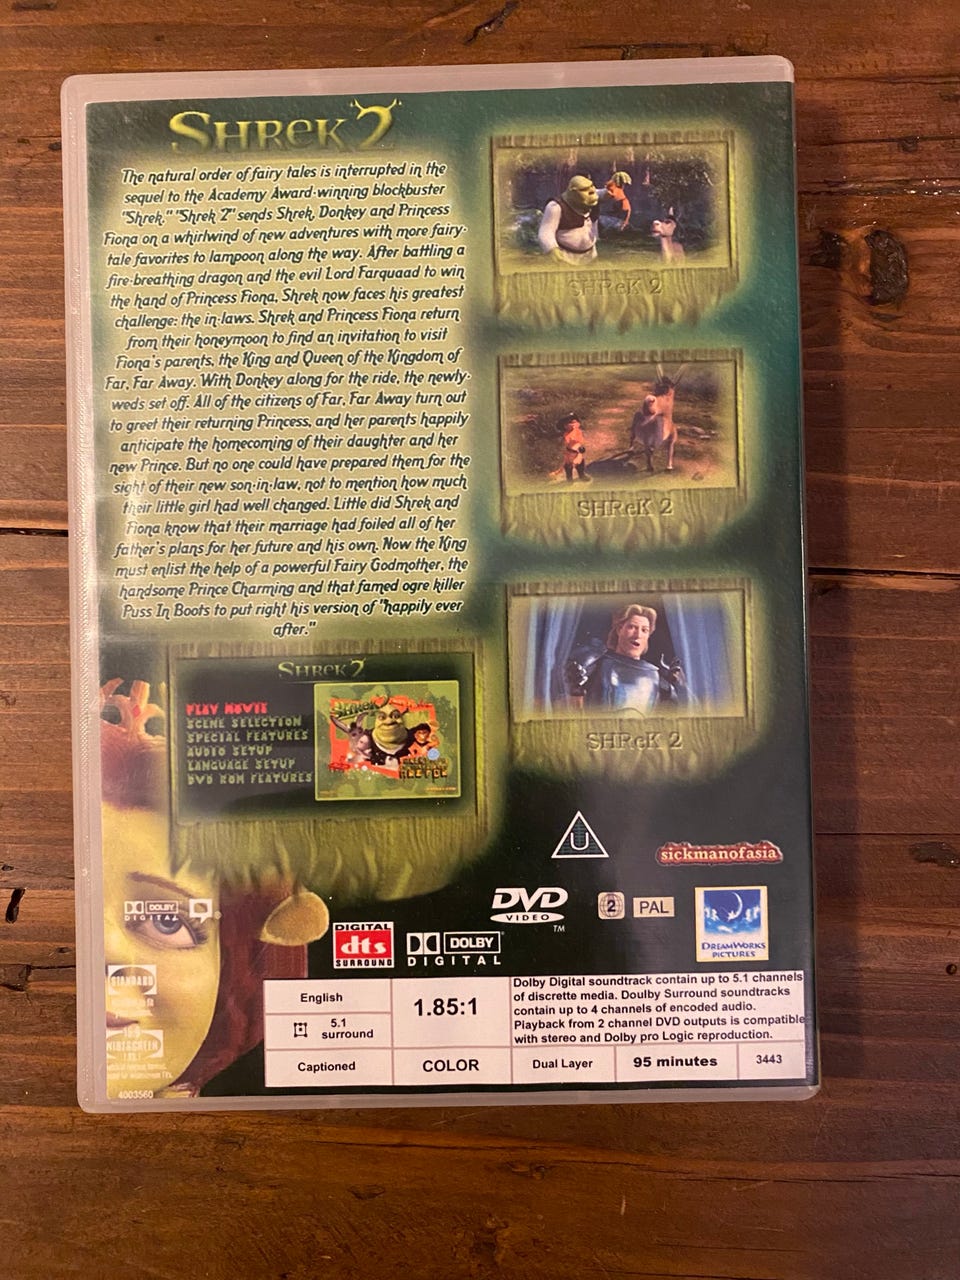 SHREK 2
The natural order of fairy tales is interrupted in the
sequel to the Academy Award-winning blockbuster
"Shrek." "Shrek 2" sends Shrek, Donkey and Princess
Fiona on a whirlwind of new adventures with more fairy-
tale favorites to lampoon along the way. After battling a
fire-breathing dragon and the evil Lord Farquaad to win
the hand of Princess Fiona, Shrek now faces his greatest
challenge: the in-laws. Shrek and Princess Fiona return
from their honeymoon to find an invitation to visit
Fiona's parents, the King and Queen of the Kingdom of
Far, Far Away. With Donkey along for the ride, the newly-
weds set off. All of the citizens of Far, Far Away turn out
to greet their returning Princess, and her parents happily
anticipate the homecoming of their daughter and her
new Prince. But no one could have prepared them for the
sight of their new son-in-law, not to mention how much
their little girl had well changed. Little did Shrek and
Fiona know that their marriage had foiled all of her
father's plans for her future and his own. Now the King
must enlist the help of a powerful Fairy Godmother, the
handsome Prince Charming and that famed ogre killer
Puss In Boots to put right his version of "happily ever
after."
SHReK 2
SHReK 2
SHReK 2
SHREK 2
PLAY MOVIE
SCENE SELECTION
SPECIAL FEATURES
AUDIO SETUP
LANGUAGE SETUP
DVD ROM FEATURES
SHREK 2
U
sickmanofasia
DOLBY
DIGITAL
DIGITAL
dts
SURROUND
DOLBY
DIGITAL
DVD
VIDEO
TM
2
PAL
DREAMWORKS
PICTURES
STANDARD
WIDESCREEN
4003560
English
5.1
surround
Captioned
1.85:1
COLOR
Dolby Digital soundtrack contain up to 5.1 channels
of discrette media. Doulby Surround soundtracks
contain up to 4 channels of encoded audio.
Playback from 2 channel DVD outputs is compatible
with stereo and Dolby pro Logic reproduction.
Dual Layer
95 minutes
3443